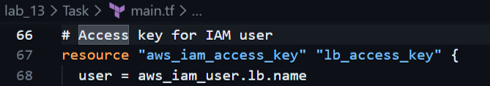 lab_13 > Task > main.tf > ...
66 # Access key for IAM user
67 resource "aws_iam_access_key" "lb_access_key" {
68 user = aws_iam_user.lb.name